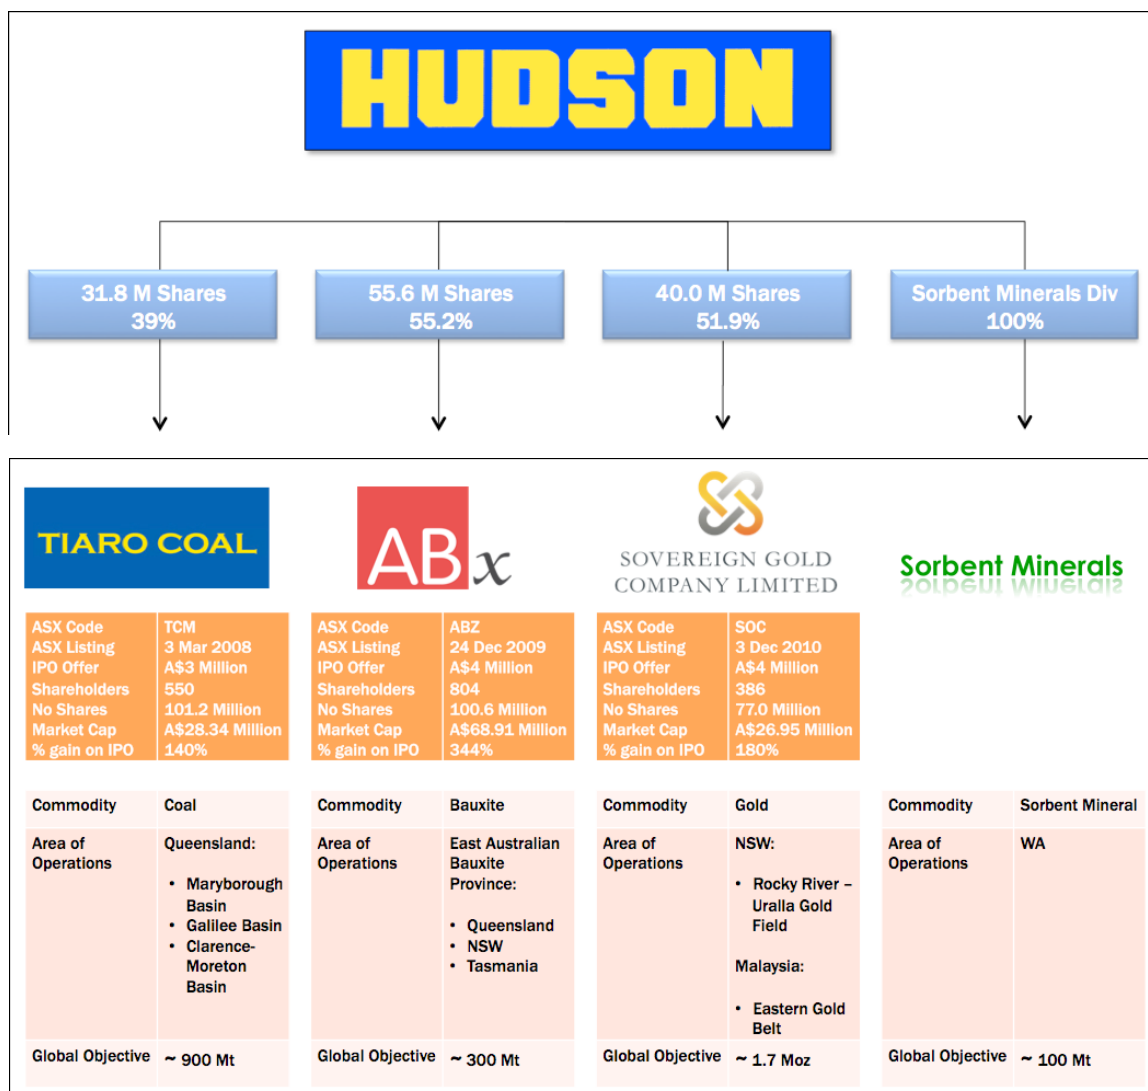 HUDSON
31.8 M Shares
39%
55.6 M Shares
55.2%
40.0 M Shares
51.9%
Sorbent Minerals Div
100%
TIARO COAL
ABx
SOVEREIGN GOLD
COMPANY LIMITED
Sorbent Minerals
ASX Code TCM
ASX Listing 3 Mar 2008
IPO Offer A$3 Million
Shareholders 550
No Shares 101.2 Million
Market Cap A$28.34 Million
% gain on IPO 140%
ASX Code ABZ
ASX Listing 24 Dec 2009
IPO Offer A$4 Million
Shareholders 804
No Shares 100.6 Million
Market Cap A$68.91 Million
% gain on IPO 344%
ASX Code SOC
ASX Listing 3 Dec 2010
IPO Offer A$4 Million
Shareholders 386
No Shares 77.0 Million
Market Cap A$26.95 Million
% gain on IPO 180%
Commodity Coal
Area of Queensland:
Operations
• Maryborough
Basin
• Galilee Basin
• Clarence-
Moreton
Basin
Global Objective ~ 900 Mt
Commodity Bauxite
Area of East Australian
Operations Bauxite
Province:
• Queensland
• NSW
• Tasmania
Global Objective ~ 300 Mt
Commodity Gold
Area of NSW:
Operations
• Rocky River –
Uralla Gold
Field
Malaysia:
• Eastern Gold
Belt
Global Objective ~ 1.7 Moz
Commodity Sorbent Mineral
Area of WA
Operations
Global Objective ~ 100 Mt